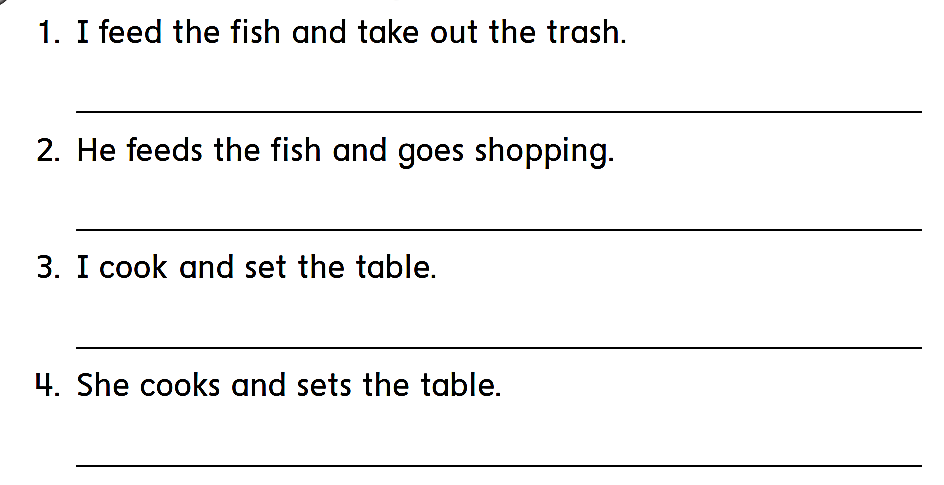 1. I feed the fish and take out the trash.
2. He feeds the fish and goes shopping.
3. I cook and set the table.
4. She cooks and sets the table.